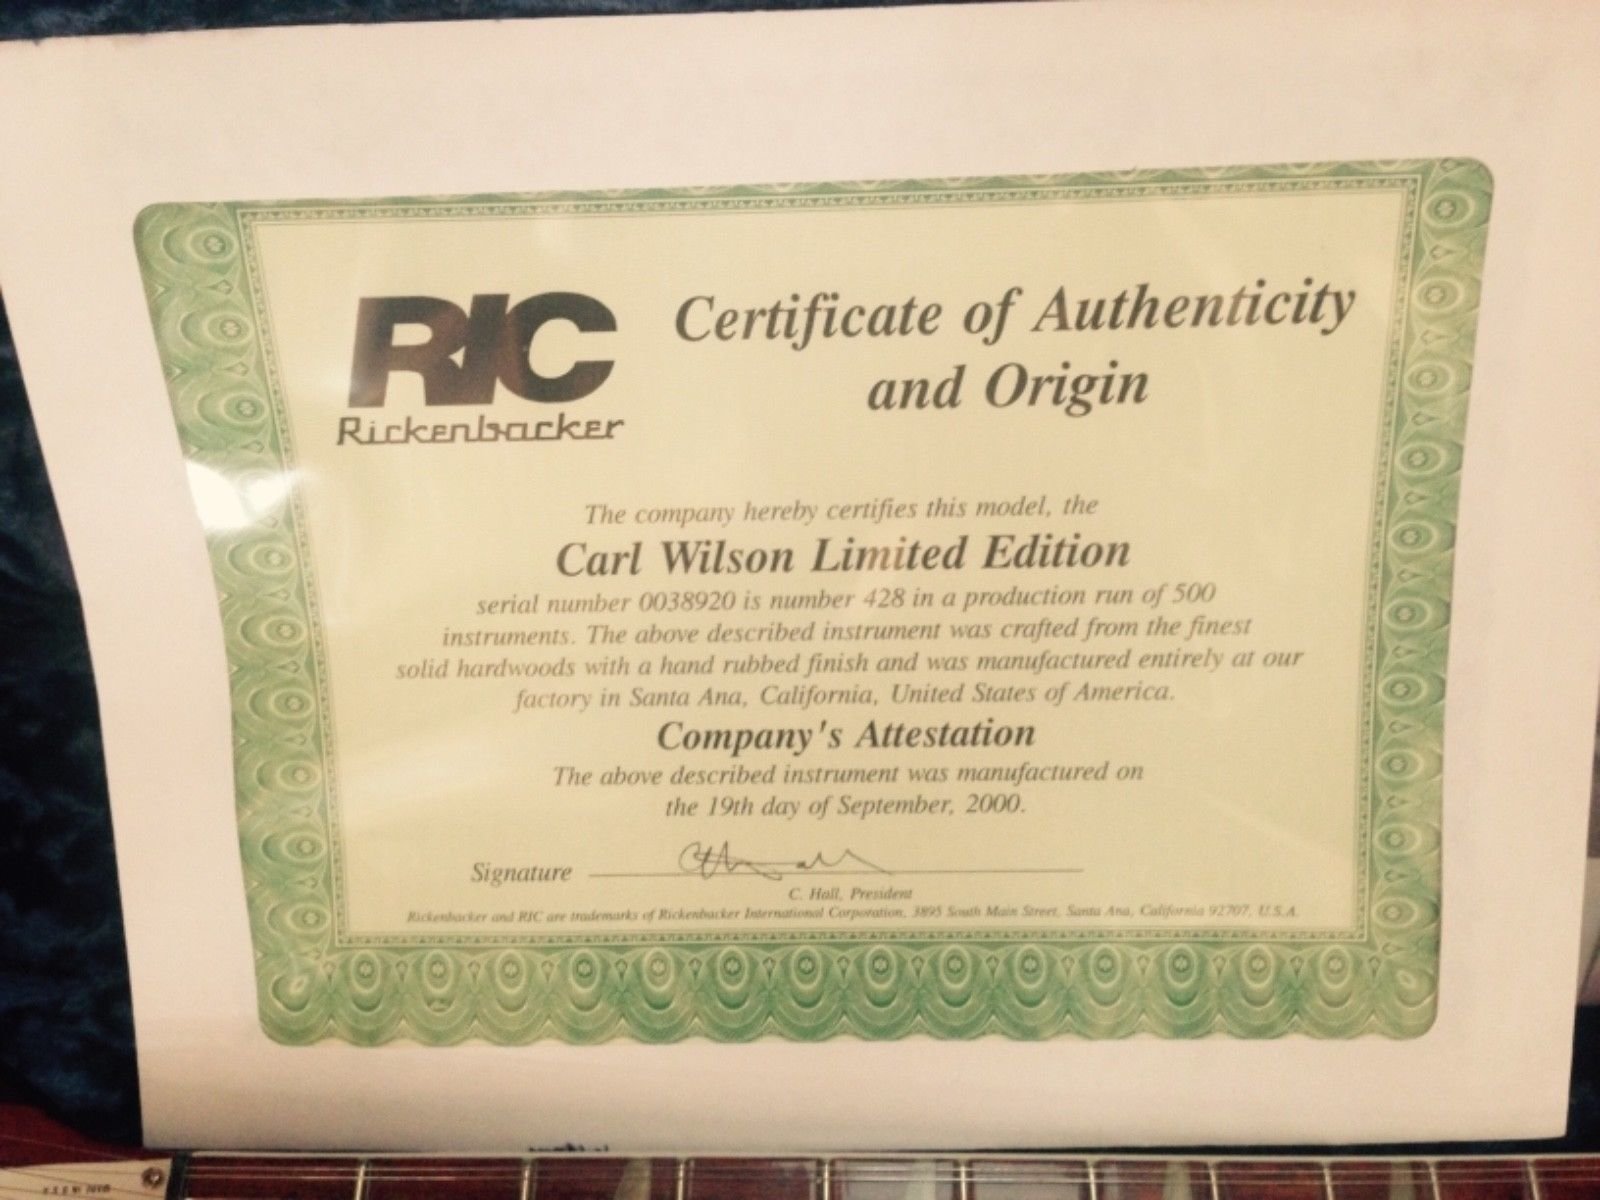 RIC
Rickenbacker
Certificate of Authenticity
and Origin
The company hereby certifies this model, the
Carl Wilson Limited Edition
serial number 0038920 is number 428 in a production run of 500
instruments. The above described instrument was crafted from the finest
solid hardwoods with a hand rubbed finish and was manufactured entirely at our
factory in Santa Ana, California, United States of America.
Company's Attestation
The above described instrument was manufactured on
the 19th day of September, 2000.
Signature
C. Hall, President
Rickenbacker and RIC are trademarks of Rickenbacker International Corporation, 3895 South Main Street, Santa Ana, California 92707, U.S.A.